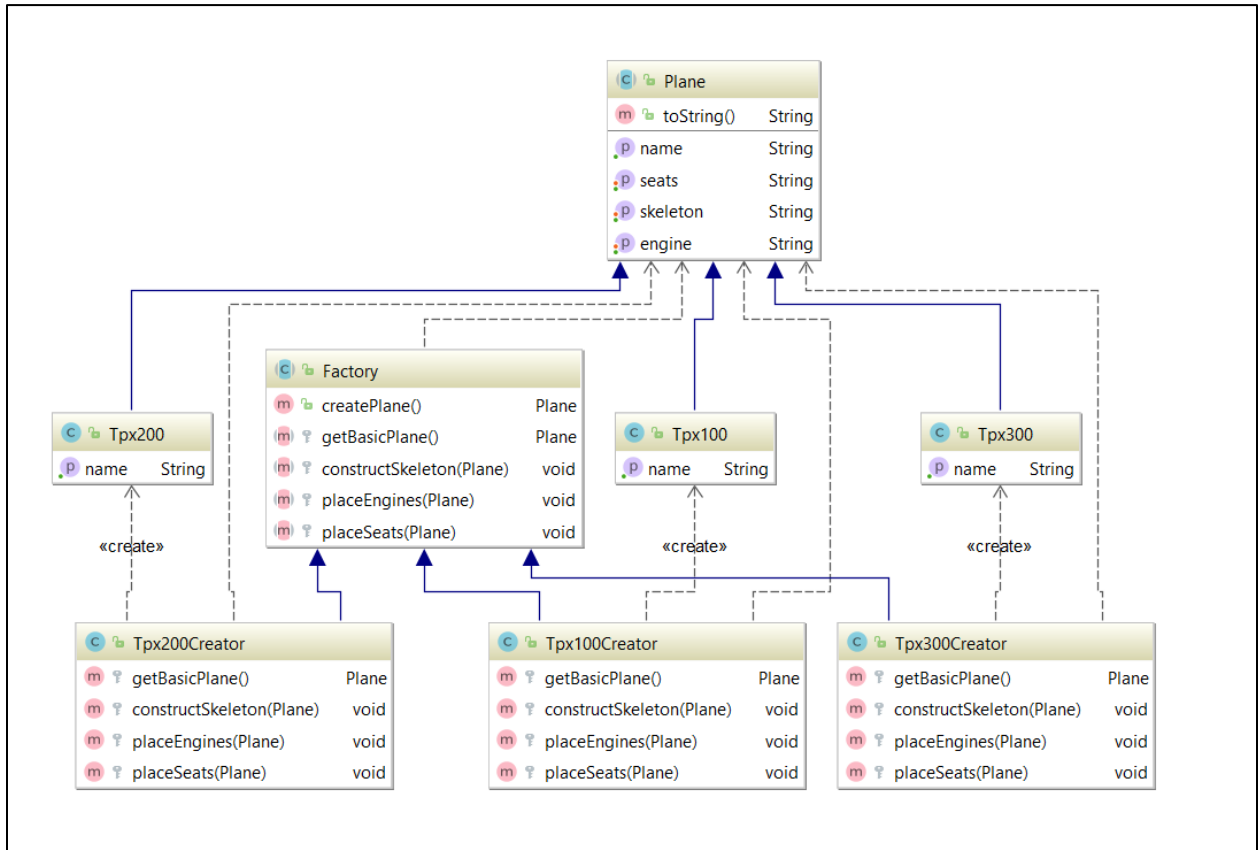 Plane
toString() String
name String
seats String
skeleton String
engine String
Factory
createPlane() Plane
getBasicPlane() Plane
constructSkeleton(Plane) void
placeEngines(Plane) void
placeSeats(Plane) void
Tpx200
name String
Tpx100
name String
Tpx300
name String
«create»
«create»
«create»
Tpx200Creator
getBasicPlane() Plane
constructSkeleton(Plane) void
placeEngines(Plane) void
placeSeats(Plane) void
Tpx100Creator
getBasicPlane() Plane
constructSkeleton(Plane) void
placeEngines(Plane) void
placeSeats(Plane) void
Tpx300Creator
getBasicPlane() Plane
constructSkeleton(Plane) void
placeEngines(Plane) void
placeSeats(Plane) void